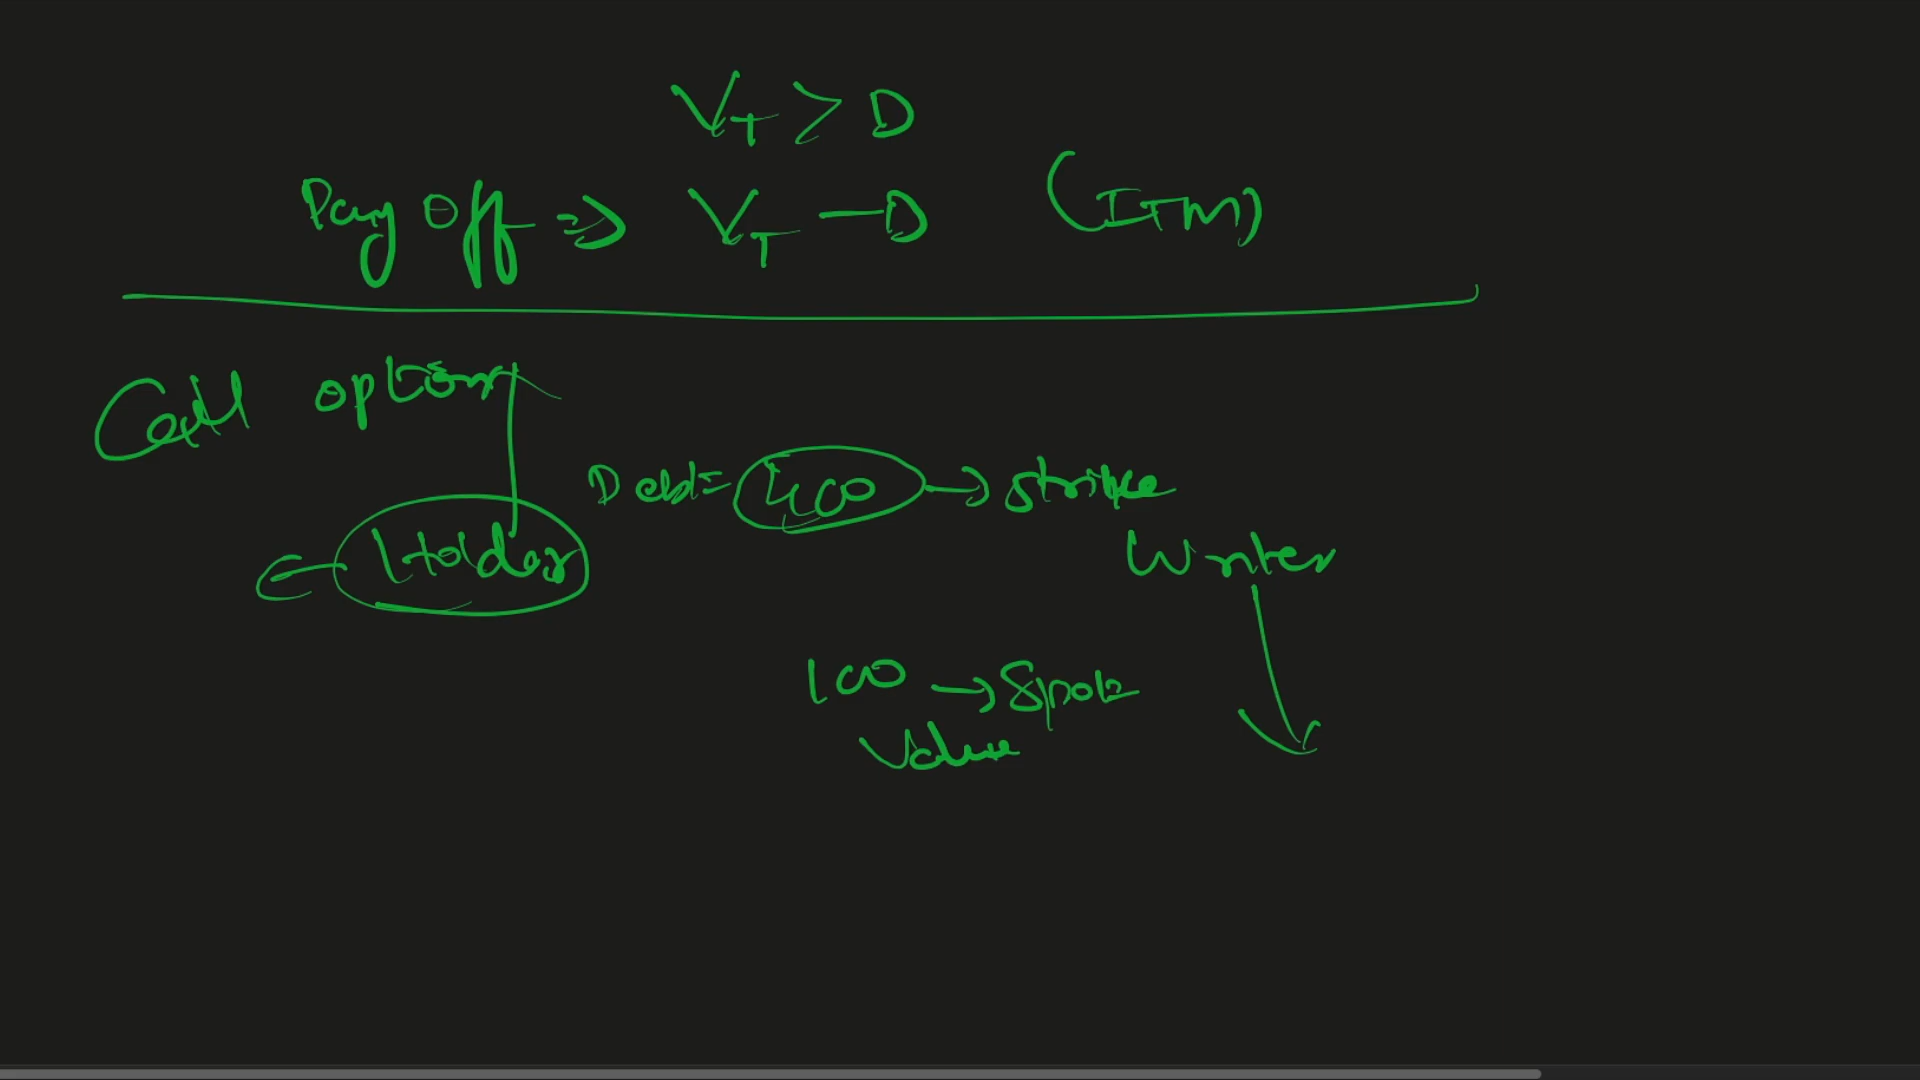 V_T > D
Pay off ⇒ V_T - D (ITM)
Call option
Debt = 400 → strike
Holder
Writer
100 → Spot
Value